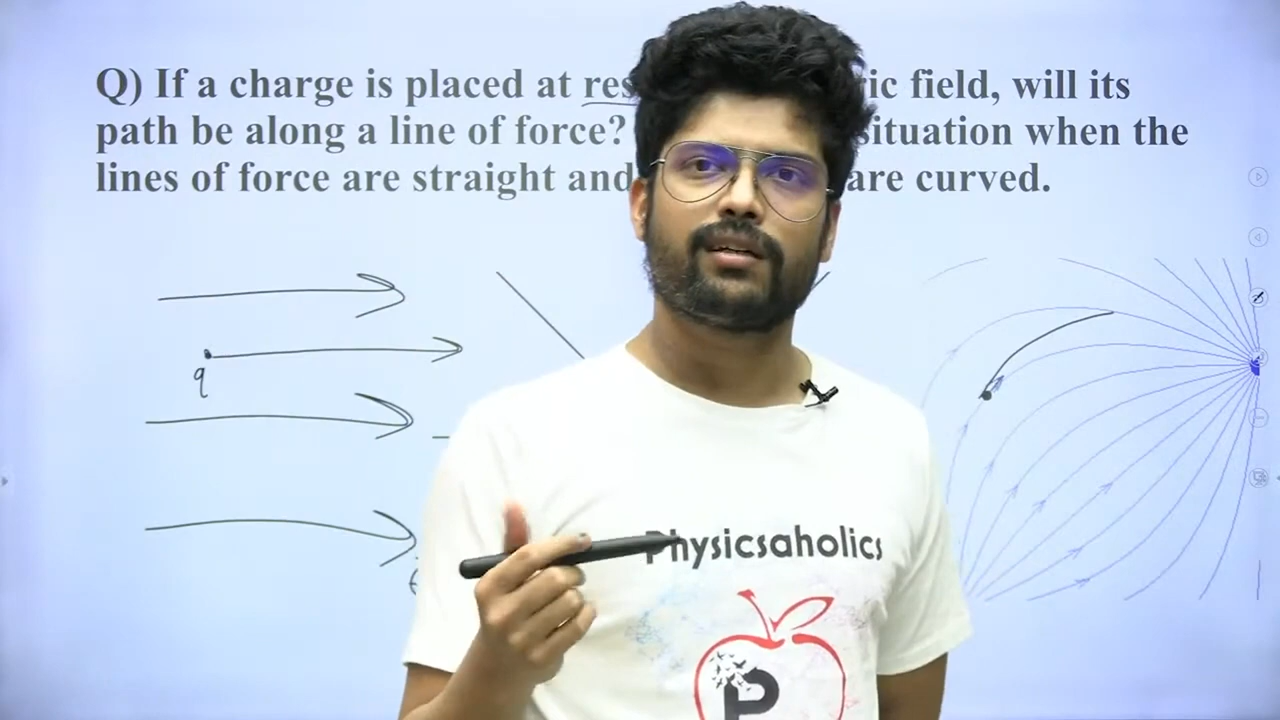 Q) If a charge is placed at res ic field, will its
path be along a line of force? situation when the
lines of force are straight and are curved.
q
Physicsaholics
P